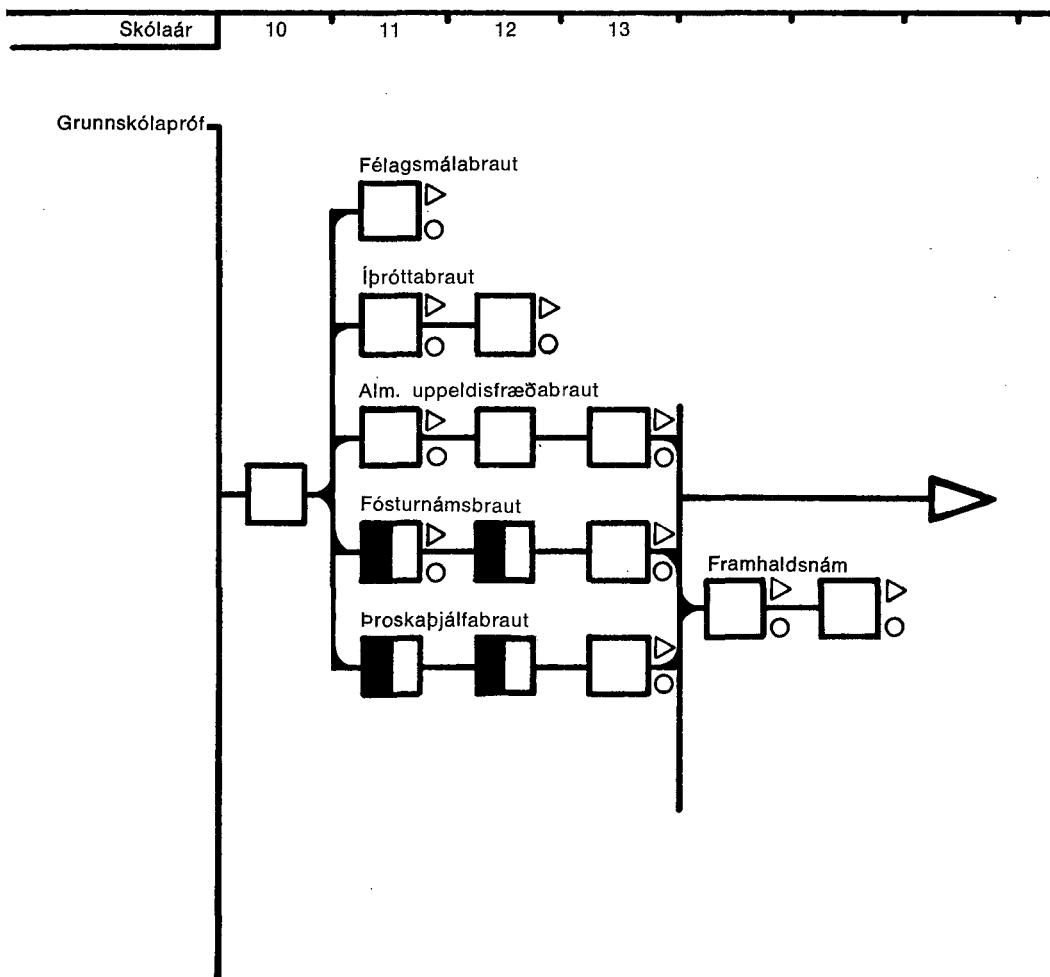 Skólaár 10 11 12 13
Grunnskólapróf
Félagsmálabraut
Íþróttabraut
Alm. uppeldisfræðabraut
Fósturnámsbraut
Framhaldsnám
Þroskaþjálfabraut